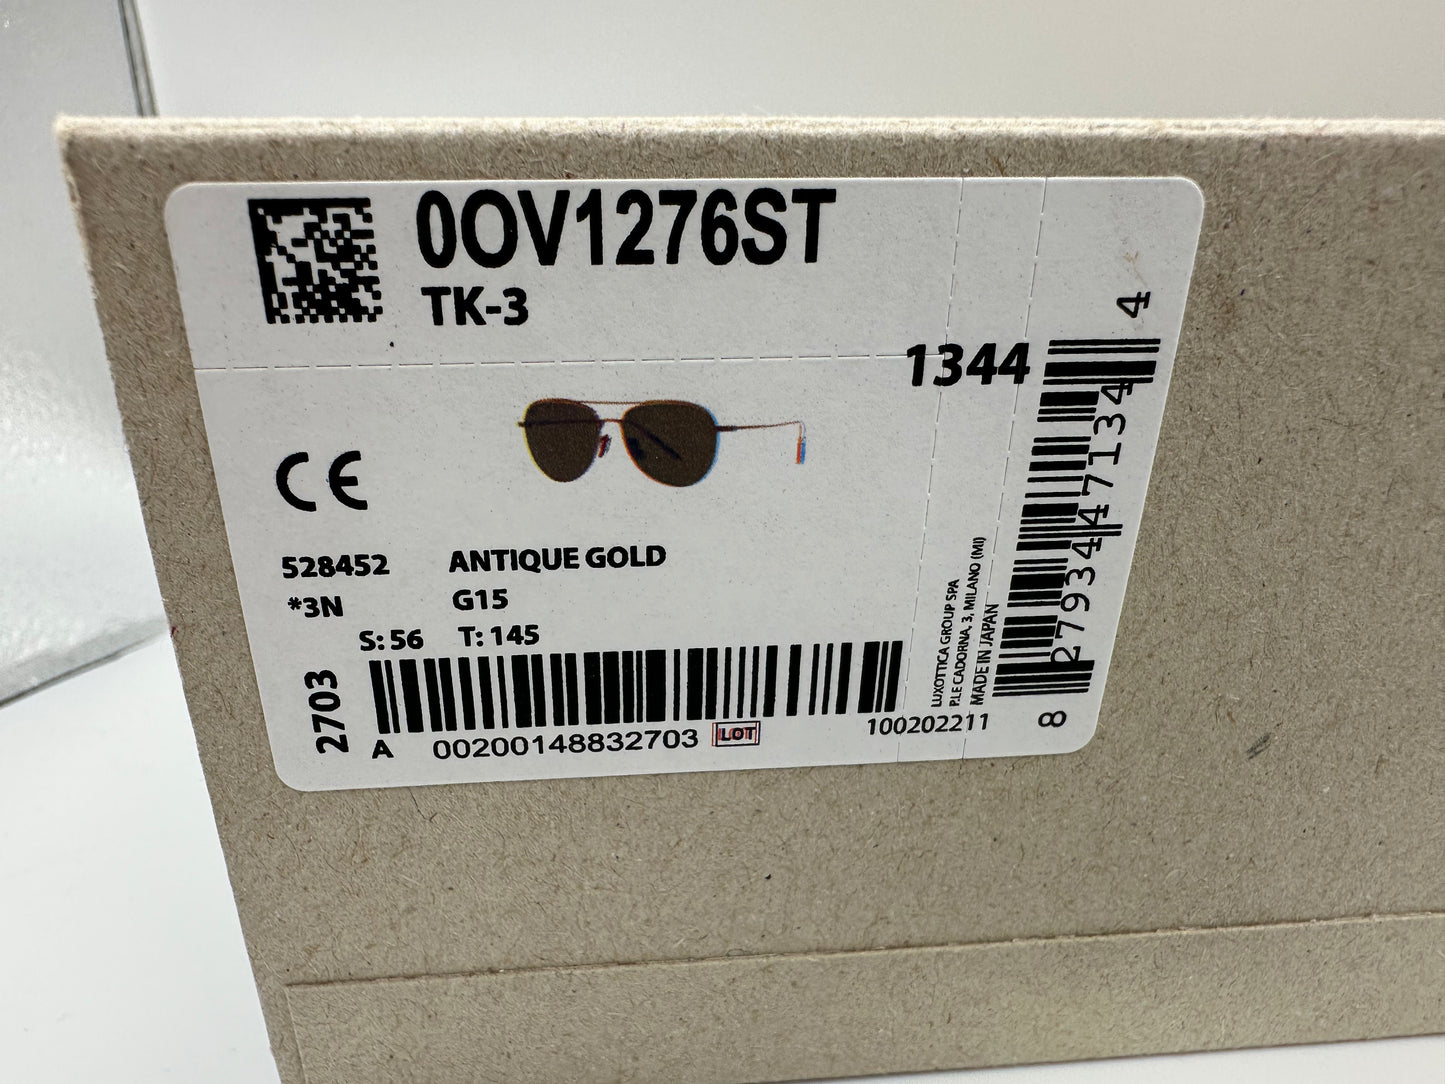 0OV1276ST
TK-3
1344
CE
528452 ANTIQUE GOLD
*3N G15
S: 56 T: 145
2703
A 00200148832703 LOT
100202211
LUXOTTICA GROUP SPA
P.LE CADORNA, 3, MILANO (MI)
MADE IN JAPAN
8 27934 47134 4